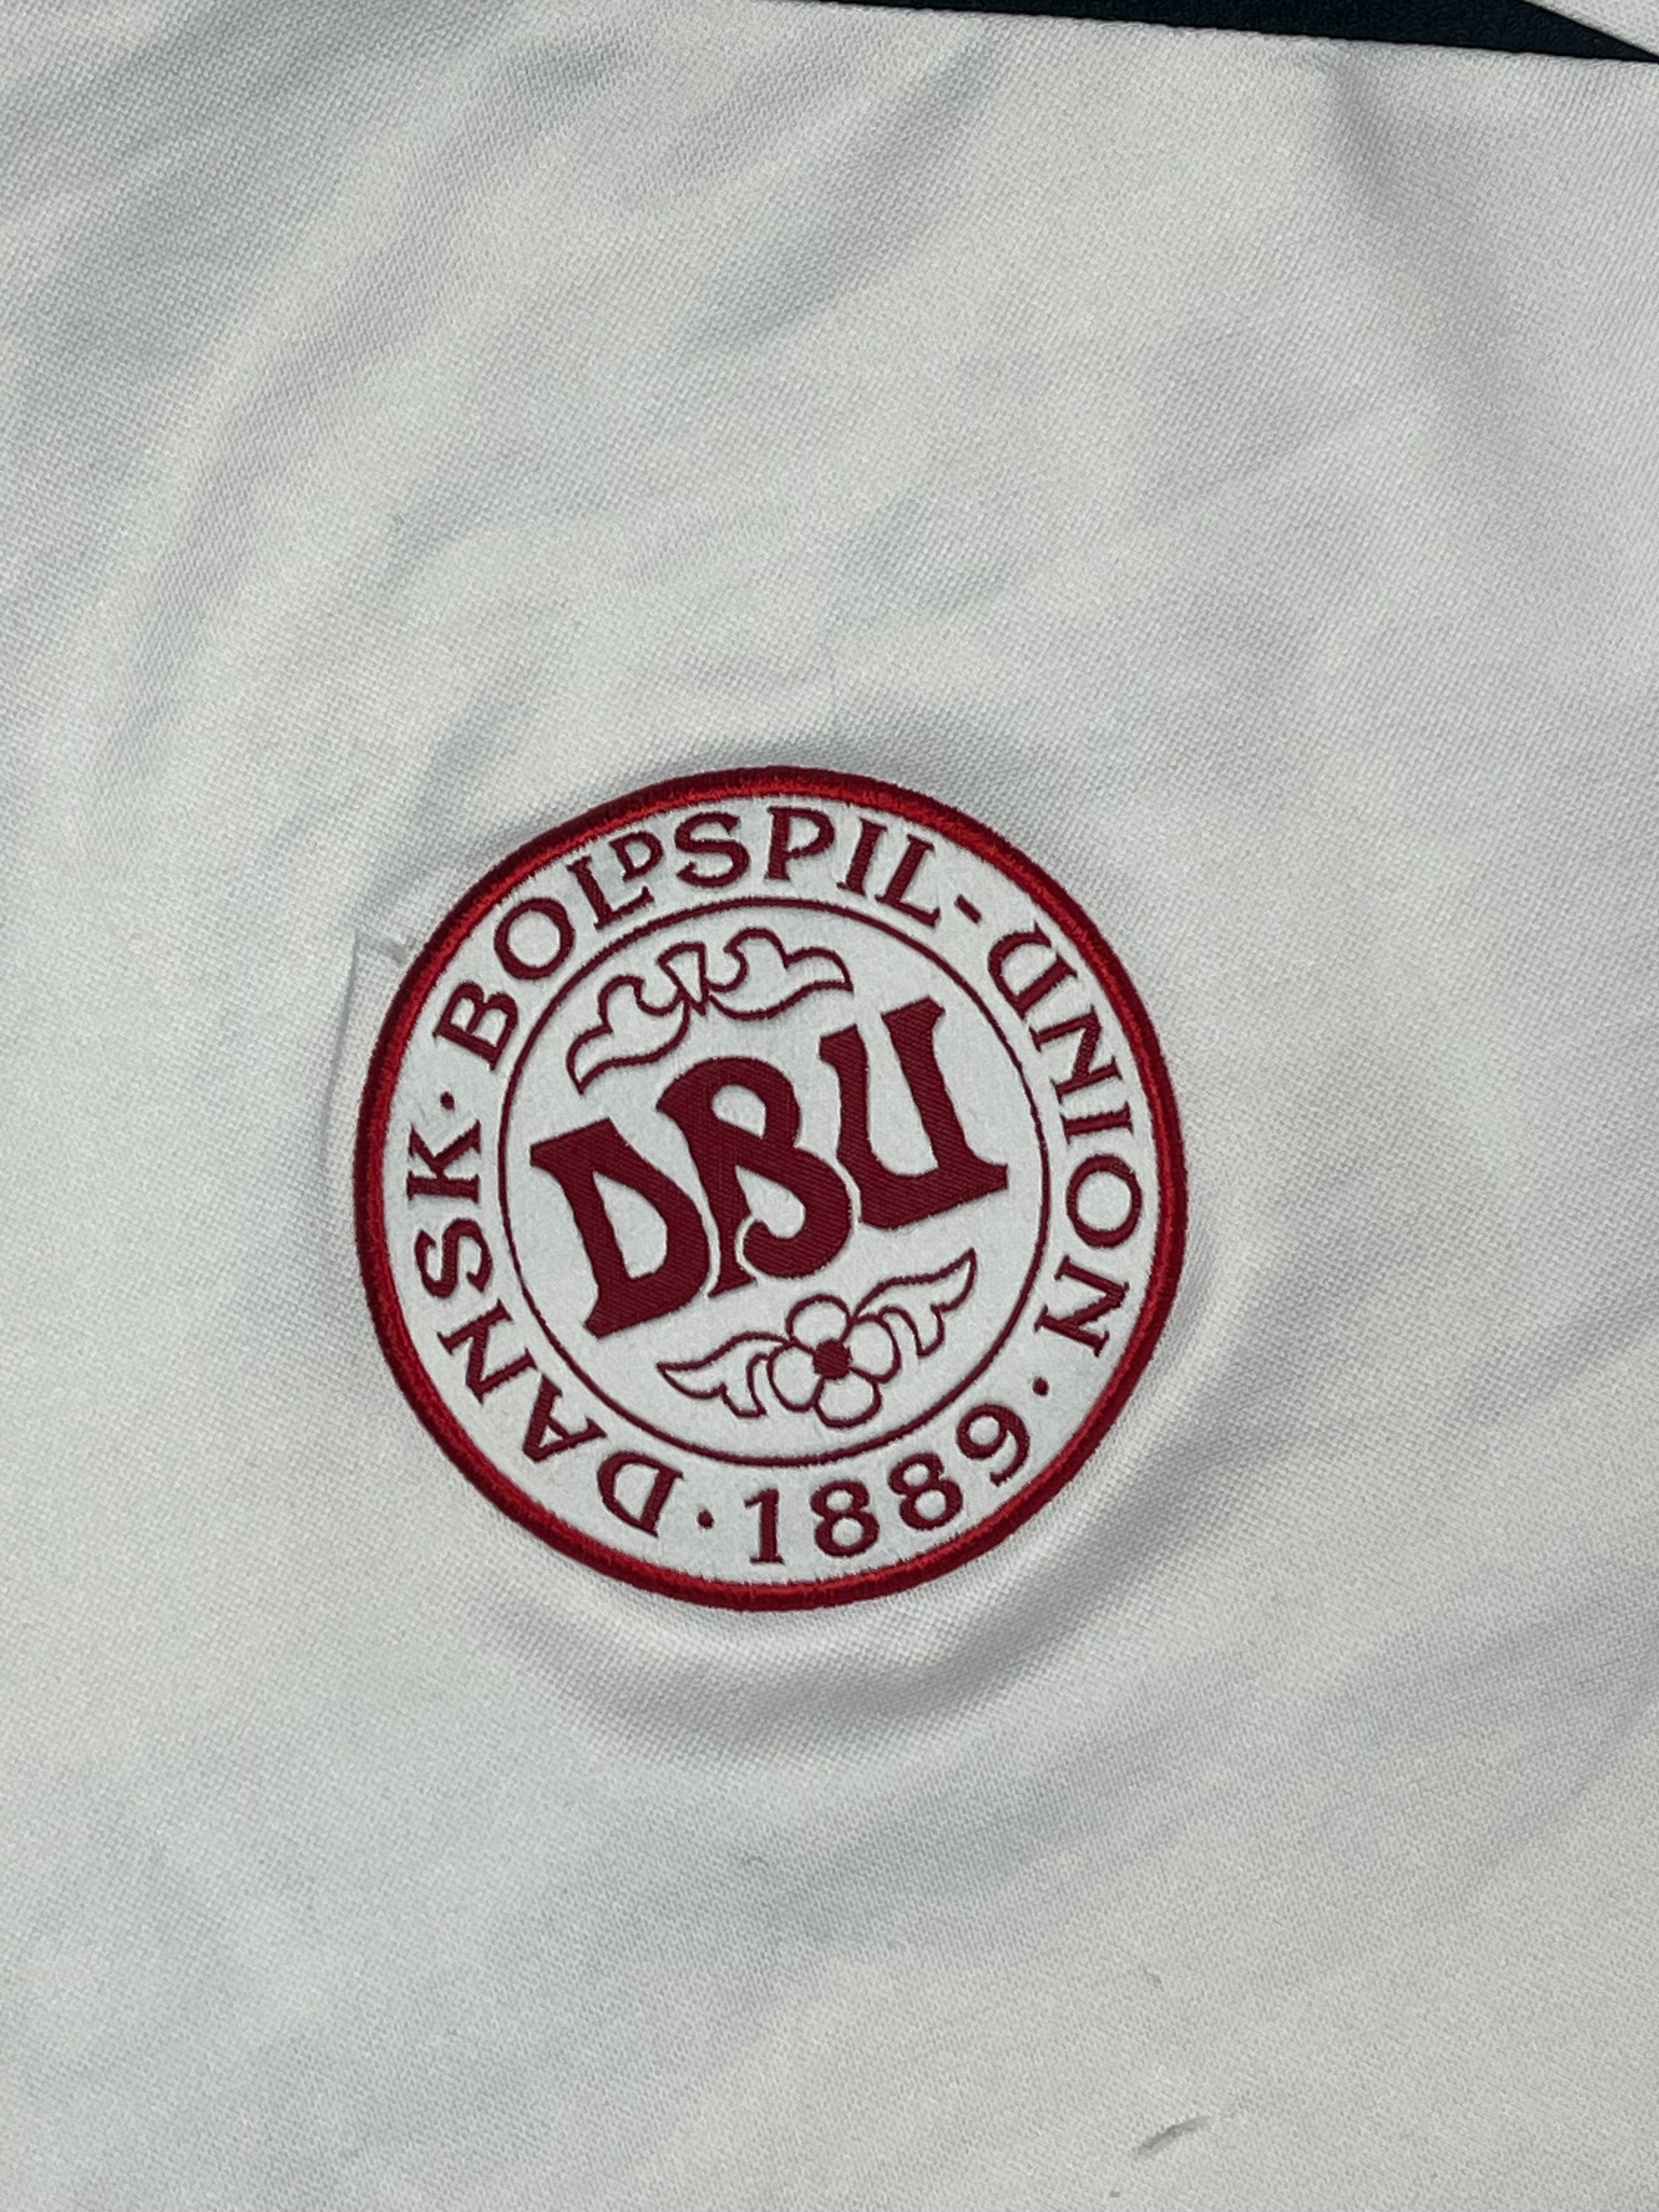 DANSK · BOLDSPIL-UNION · 1889 ·
DBU